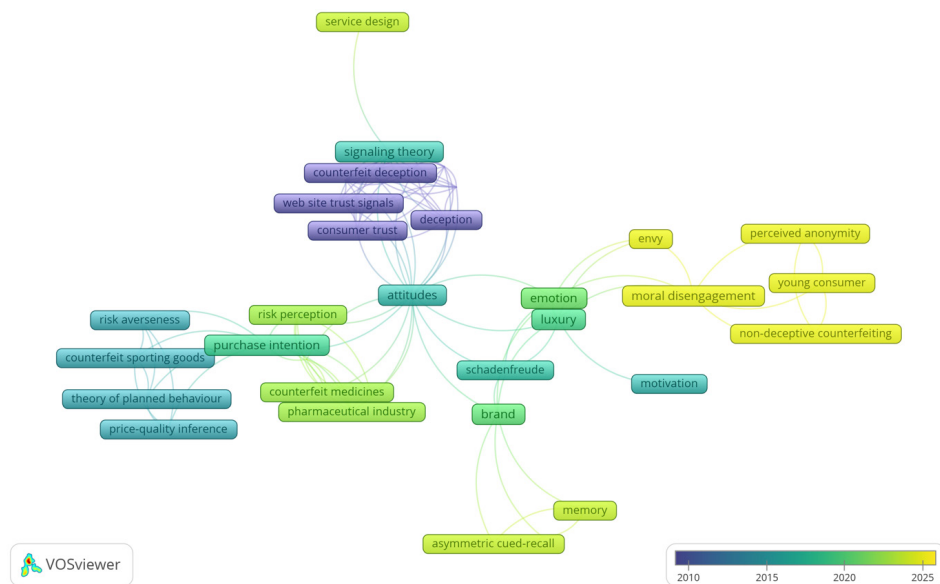 service design
signaling theory
counterfeit deception
web site trust signals
deception
consumer trust
envy
perceived anonymity
young consumer
attitudes
emotion
moral disengagement
risk perception
risk averseness
luxury
non-deceptive counterfeiting
purchase intention
counterfeit sporting goods
schadenfreude
motivation
counterfeit medicines
theory of planned behaviour
pharmaceutical industry
brand
price-quality inference
memory
asymmetric cued-recall
VOSviewer
2010 2015 2020 2025